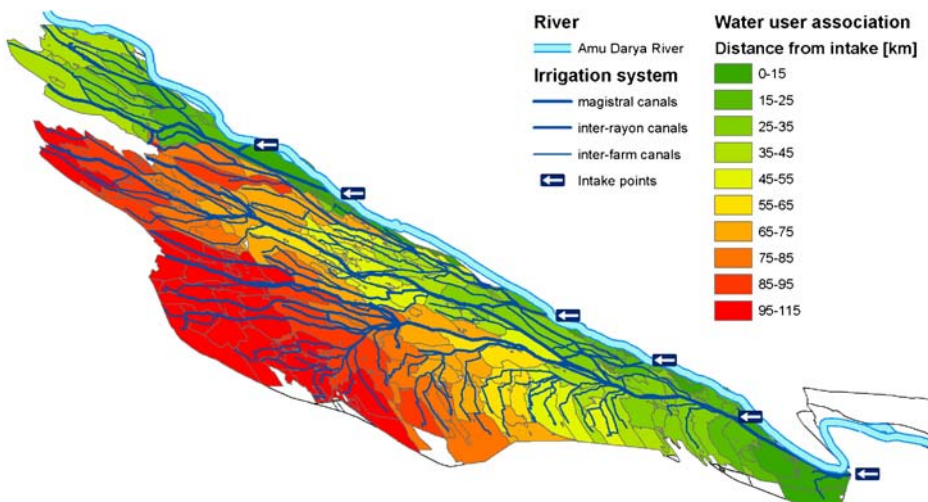 River
Amu Darya River
Irrigation system
magistral canals
inter-rayon canals
inter-farm canals
Intake points
Water user association
Distance from intake [km]
0-15
15-25
25-35
35-45
45-55
55-65
65-75
75-85
85-95
95-115